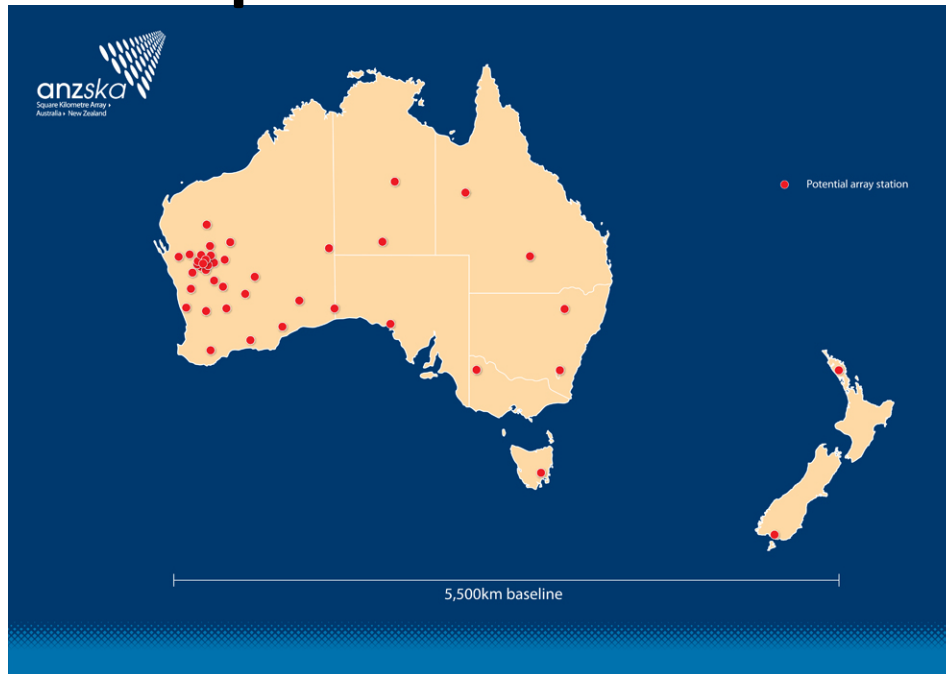 anzska
Square Kilometre Array ▸
Australia ▸ New Zealand
Potential array station
5,500km baseline